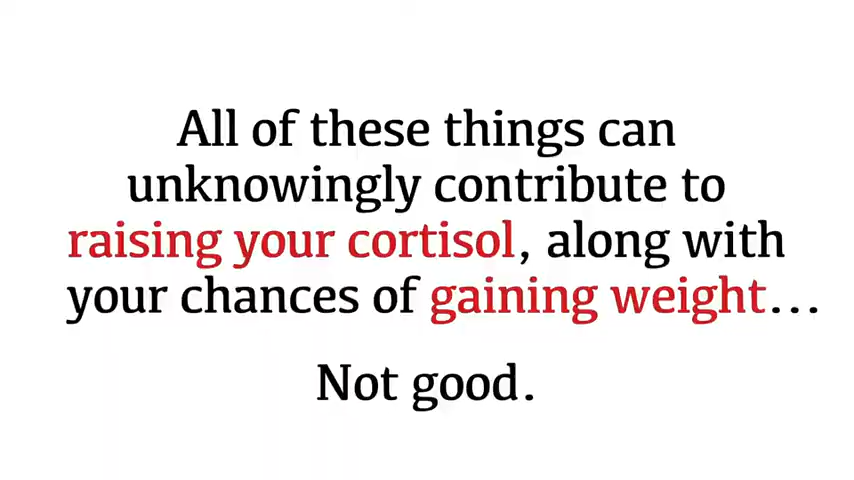 All of these things can
unknowingly contribute to
raising your cortisol, along with
your chances of gaining weight...
Not good.